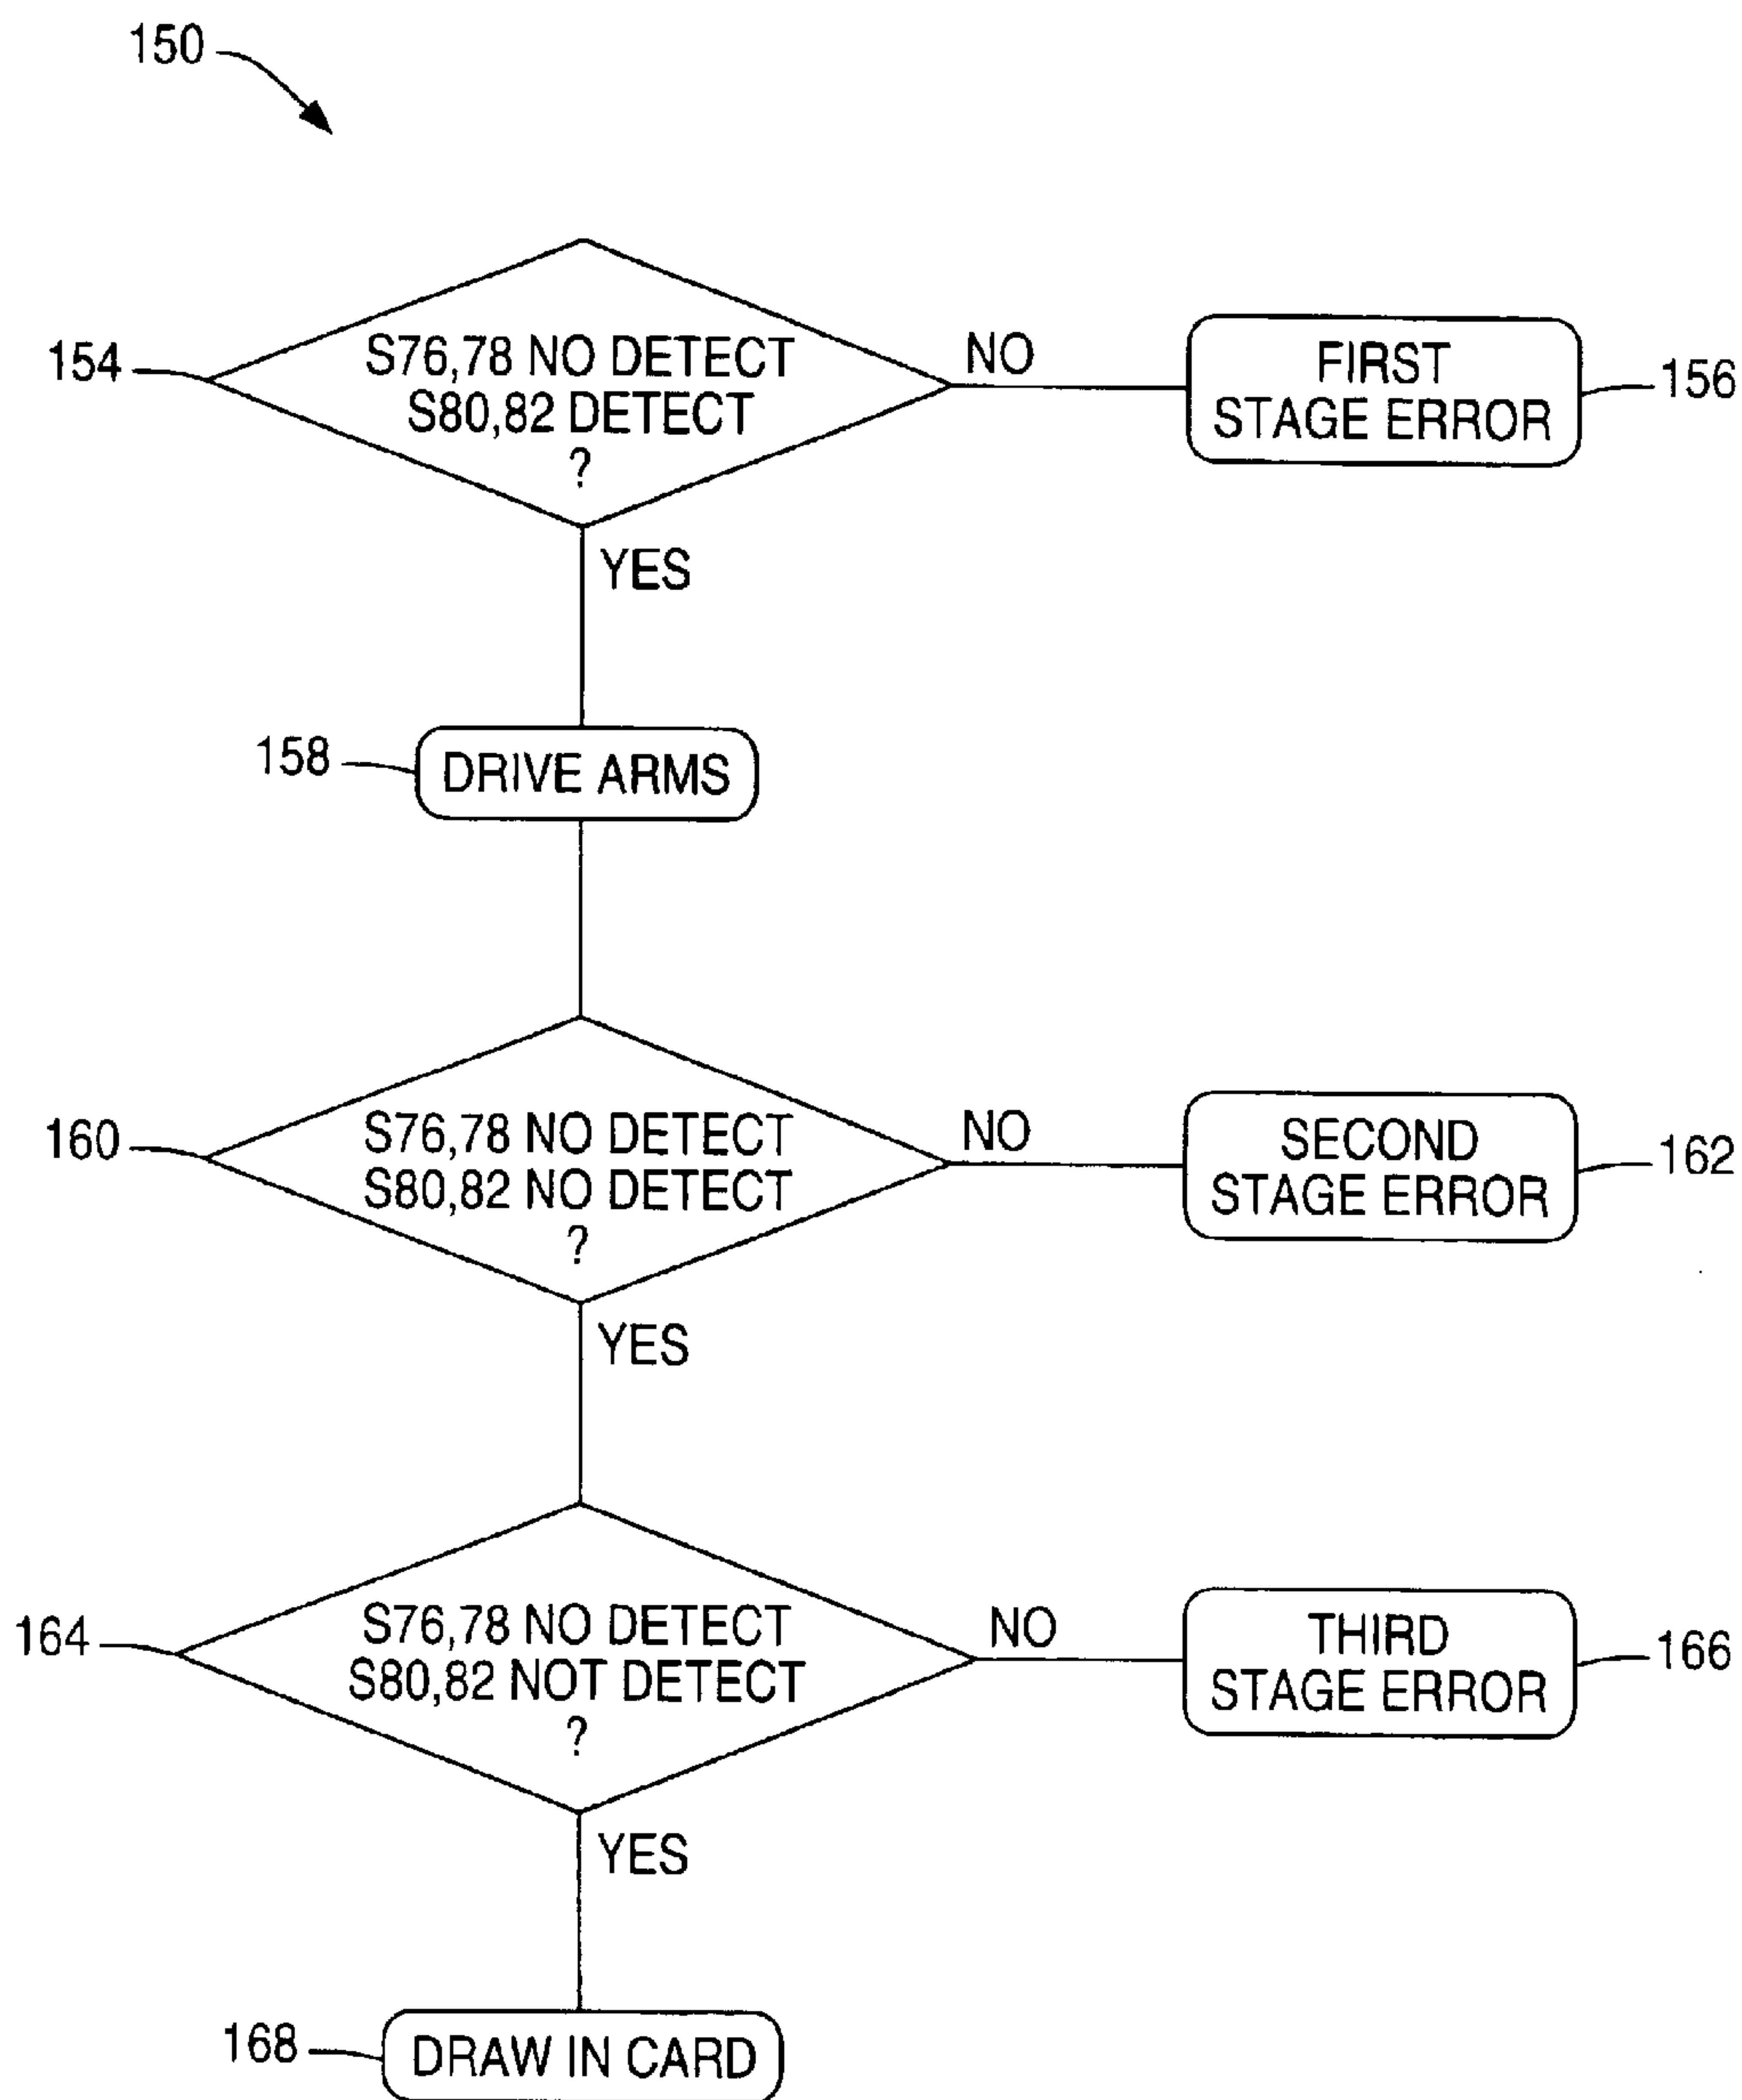 150
154
S76,78 NO DETECT
S80,82 DETECT
?
NO
FIRST
STAGE ERROR
156
YES
158
DRIVE ARMS
160
S76,78 NO DETECT
S80,82 NO DETECT
?
NO
SECOND
STAGE ERROR
162
YES
164
S76,78 NO DETECT
S80,82 NOT DETECT
?
NO
THIRD
STAGE ERROR
166
YES
168
DRAW IN CARD